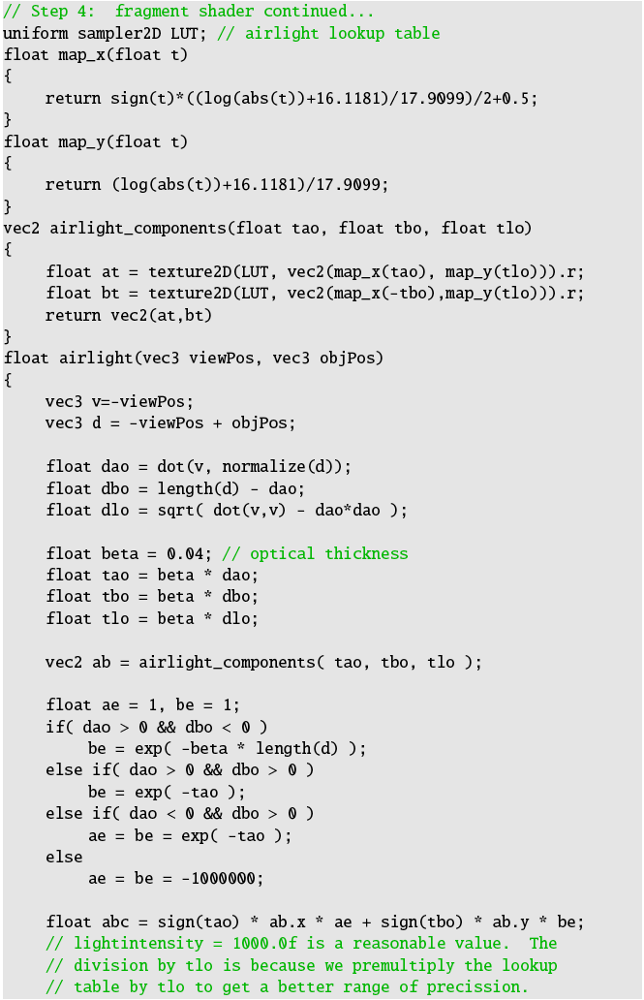 // Step 4:  fragment shader continued...
uniform sampler2D LUT; // airlight lookup table
float map_x(float t)
{
    return sign(t)*((log(abs(t))+16.1181)/17.9099)/2+0.5;
}
float map_y(float t)
{
    return (log(abs(t))+16.1181)/17.9099;
}
vec2 airlight_components(float tao, float tbo, float tlo)
{
    float at = texture2D(LUT, vec2(map_x(tao), map_y(tlo))).r;
    float bt = texture2D(LUT, vec2(map_x(-tbo),map_y(tlo))).r;
    return vec2(at,bt)
}
float airlight(vec3 viewPos, vec3 objPos)
{
    vec3 v=-viewPos;
    vec3 d = -viewPos + objPos;

    float dao = dot(v, normalize(d));
    float dbo = length(d) - dao;
    float dlo = sqrt( dot(v,v) - dao*dao );

    float beta = 0.04; // optical thickness
    float tao = beta * dao;
    float tbo = beta * dbo;
    float tlo = beta * dlo;

    vec2 ab = airlight_components( tao, tbo, tlo );

    float ae = 1, be = 1;
    if( dao > 0 && dbo < 0 )
        be = exp( -beta * length(d) );
    else if( dao > 0 && dbo > 0 )
        be = exp( -tao );
    else if( dao < 0 && dbo > 0 )
        ae = be = exp( -tao );
    else
        ae = be = -1000000;

    float abc = sign(tao) * ab.x * ae + sign(tbo) * ab.y * be;
    // lightintensity = 1000.0f is a reasonable value.  The
    // division by tlo is because we premultiply the lookup
    // table by tlo to get a better range of precission.